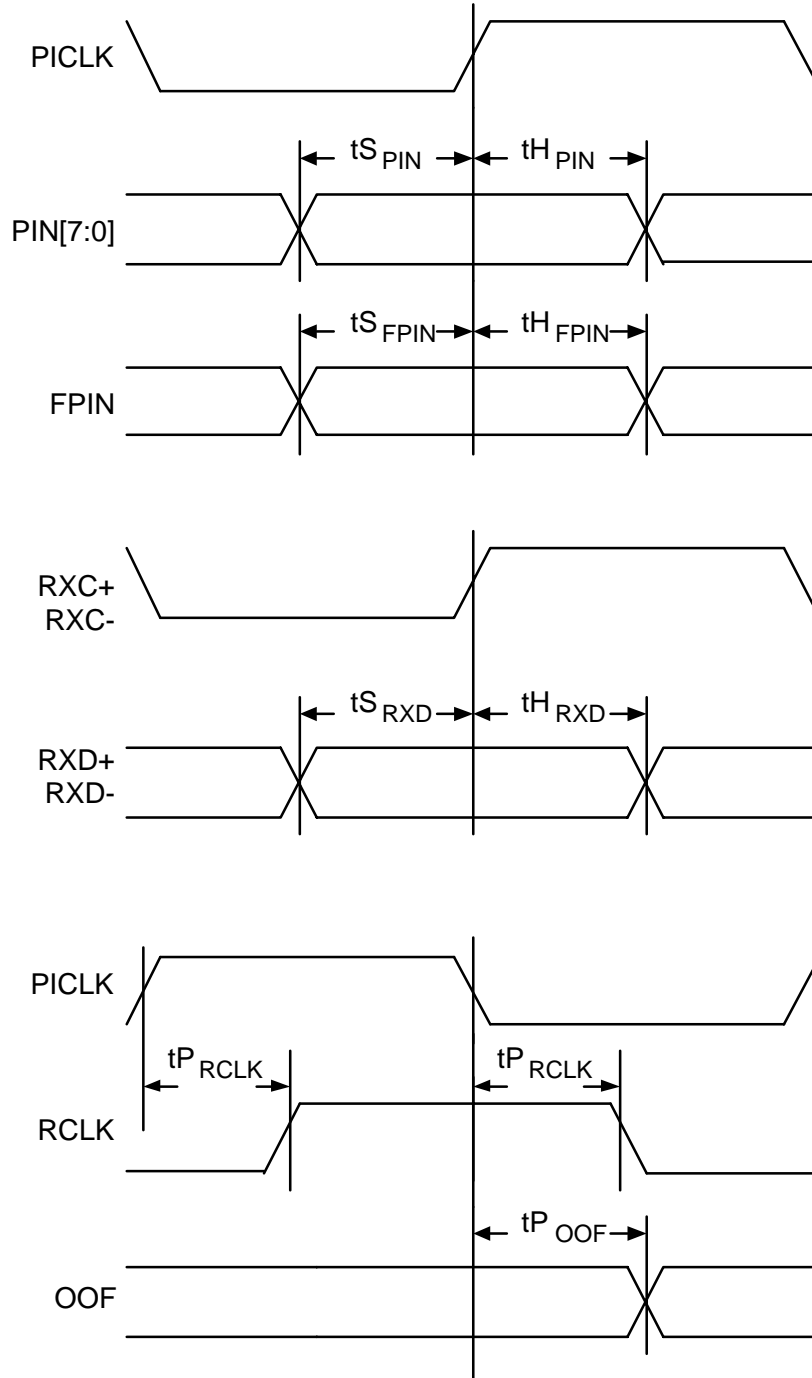 PICLK
tS PIN tH PIN
PIN[7:0]
tS FPIN tH FPIN
FPIN
RXC+
RXC-
tS RXD tH RXD
RXD+
RXD-
PICLK
tP RCLK tP RCLK
RCLK
tP OOF
OOF